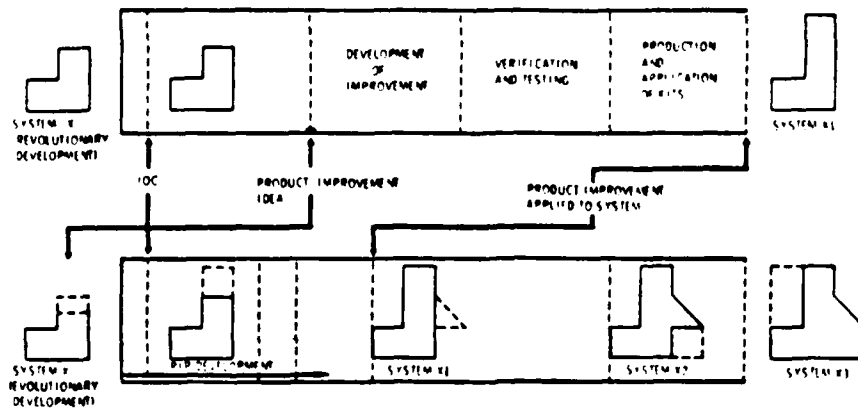 DEVELOPMENT
OF
IMPROVEMENT
VERIFICATION
AND TESTING
PRODUCTION
AND
APPLICATION
OF KITS
SYSTEM X
REVOLUTIONARY
DEVELOPMENT)
SYSTEM X1
IOC
PRODUCT IMPROVEMENT
IDEA
PRODUCT IMPROVEMENT
APPLIED TO SYSTEM
SYSTEM X
(EVOLUTIONARY
DEVELOPMENT)
DEVELOPMENT
SYSTEM X1
SYSTEM X2
SYSTEM X3